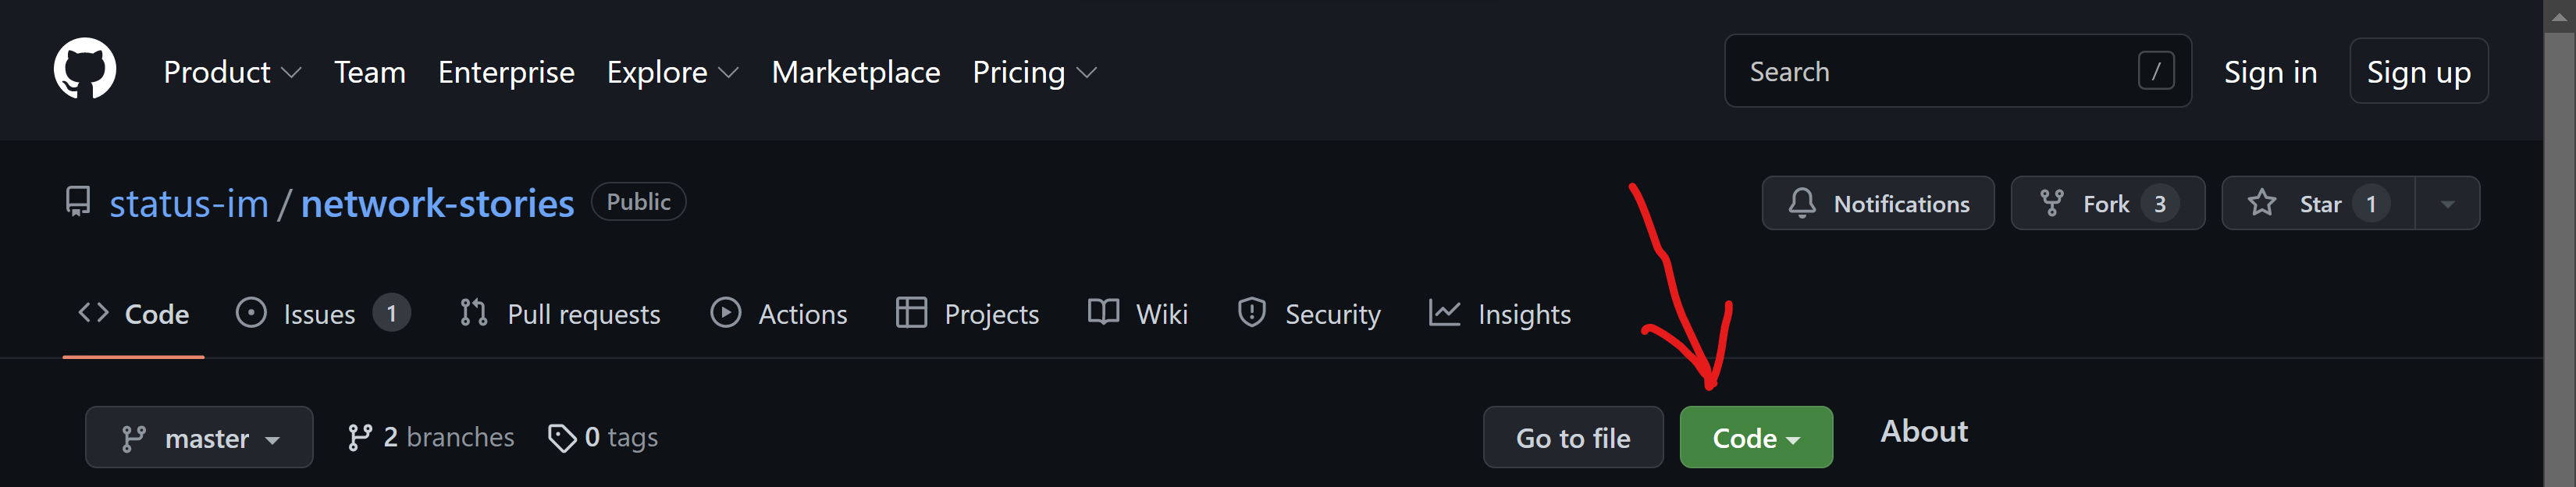 Product Team Enterprise Explore Marketplace Pricing Search / Sign in Sign up
status-im / network-stories Public Notifications Fork 3 Star 1
Code Issues 1 Pull requests Actions Projects Wiki Security Insights
master 2 branches 0 tags Go to file Code About